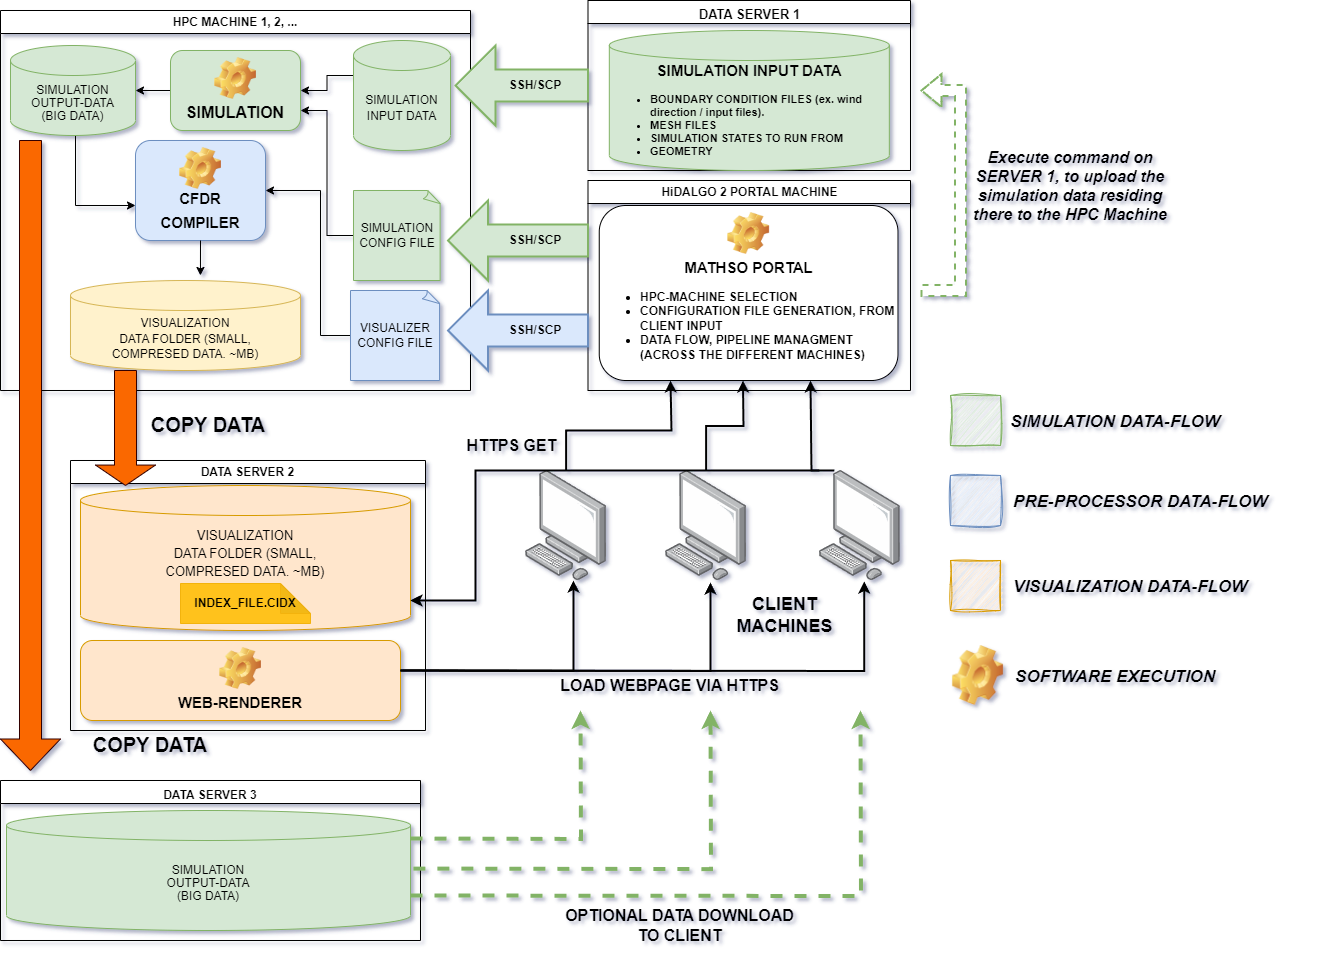 HPC MACHINE 1, 2, ...
SIMULATION
OUTPUT-DATA
(BIG DATA)
SIMULATION
SIMULATION
INPUT DATA
CFDR
COMPILER
SIMULATION
CONFIG FILE
VISUALIZATION
DATA FOLDER (SMALL,
COMPRESED DATA. ~MB)
VISUALIZER
CONFIG FILE
SSH/SCP
SSH/SCP
SSH/SCP
DATA SERVER 1
SIMULATION INPUT DATA
• BOUNDARY CONDITION FILES (ex. wind
direction / input files).
• MESH FILES
• SIMULATION STATES TO RUN FROM
• GEOMETRY
HiDALGO 2 PORTAL MACHINE
MATHSO PORTAL
• HPC-MACHINE SELECTION
• CONFIGURATION FILE GENERATION, FROM
CLIENT INPUT
• DATA FLOW, PIPELINE MANAGMENT
(ACROSS THE DIFFERENT MACHINES)
Execute command on
SERVER 1, to upload the
simulation data residing
there to the HPC Machine
COPY DATA
HTTPS GET
DATA SERVER 2
VISUALIZATION
DATA FOLDER (SMALL,
COMPRESED DATA. ~MB)
INDEX_FILE.CIDX
WEB-RENDERER
CLIENT
MACHINES
LOAD WEBPAGE VIA HTTPS
COPY DATA
DATA SERVER 3
SIMULATION
OUTPUT-DATA
(BIG DATA)
OPTIONAL DATA DOWNLOAD
TO CLIENT
SIMULATION DATA-FLOW
PRE-PROCESSOR DATA-FLOW
VISUALIZATION DATA-FLOW
SOFTWARE EXECUTION